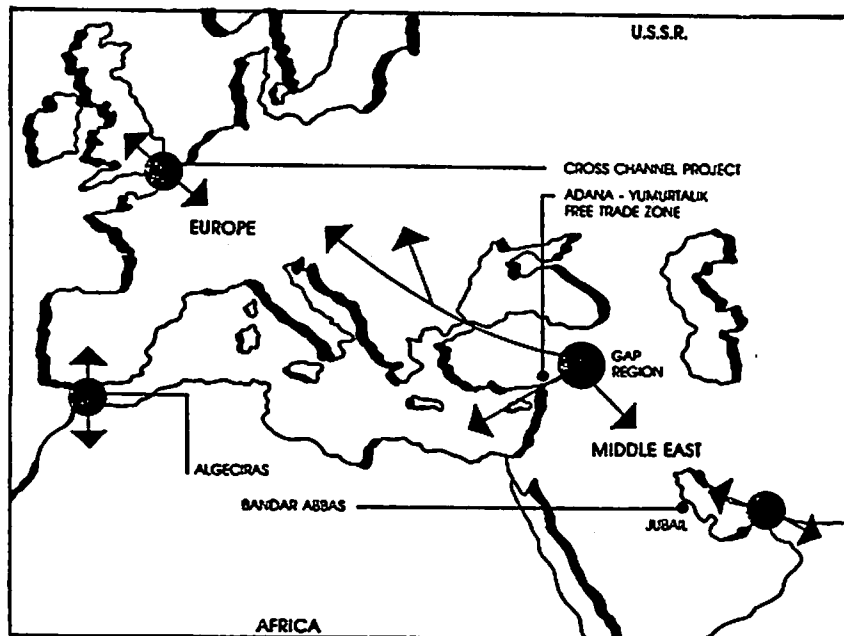 U.S.S.R.
CROSS CHANNEL PROJECT
ADANA - YUMURTALIK
FREE TRADE ZONE
EUROPE
GAP
REGION
MIDDLE EAST
ALGECIRAS
BANDAR ABBAS
JUBAIL
AFRICA